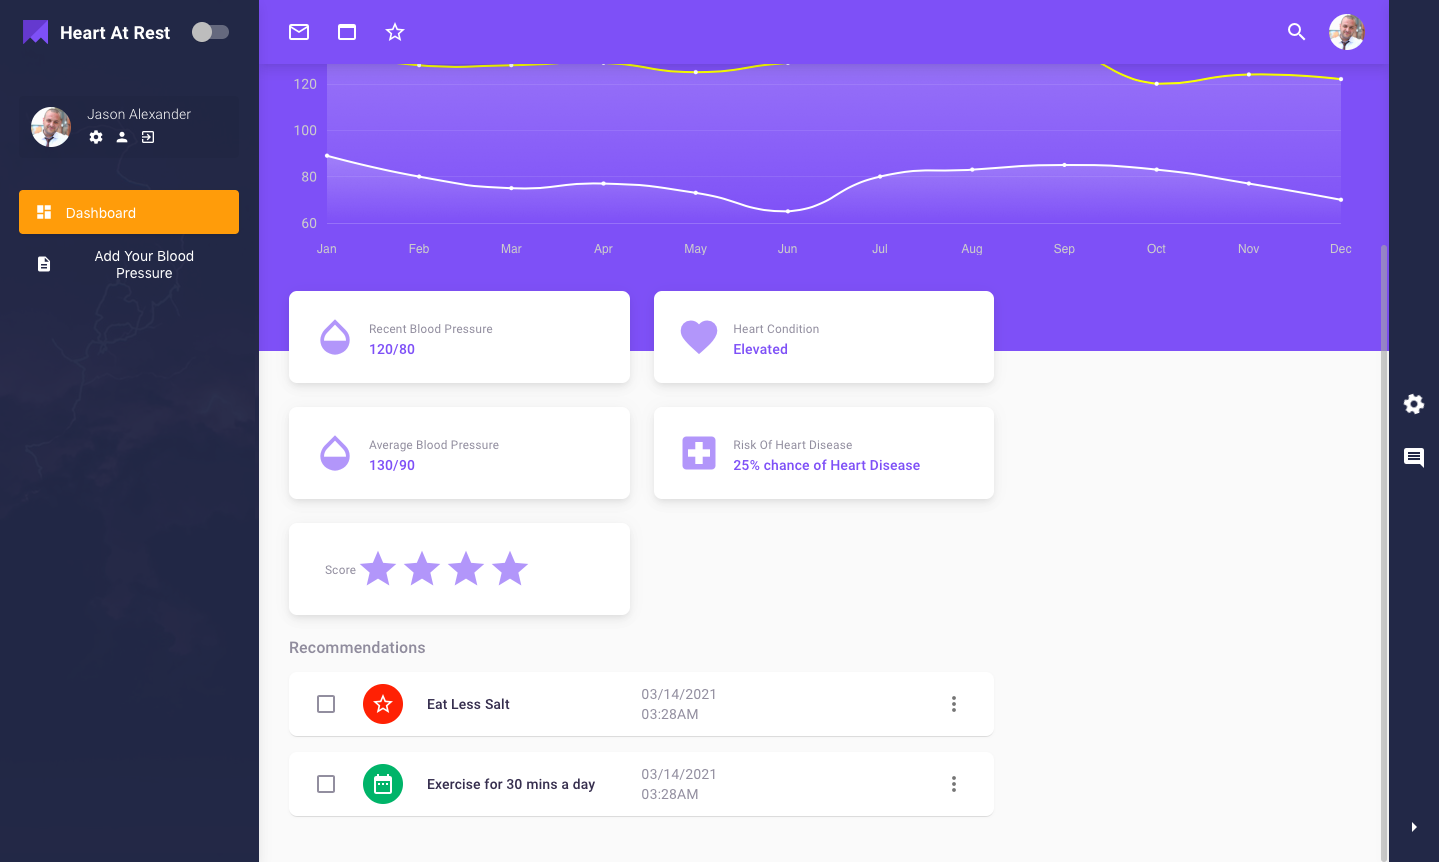 Heart At Rest
Jason Alexander
Dashboard
Add Your Blood
Pressure
120
100
80
60
Jan Feb Mar Apr May Jun Jul Aug Sep Oct Nov Dec
Recent Blood Pressure
120/80
Heart Condition
Elevated
Average Blood Pressure
130/90
Risk Of Heart Disease
25% chance of Heart Disease
Score
Recommendations
Eat Less Salt
03/14/2021
03:28AM
Exercise for 30 mins a day
03/14/2021
03:28AM